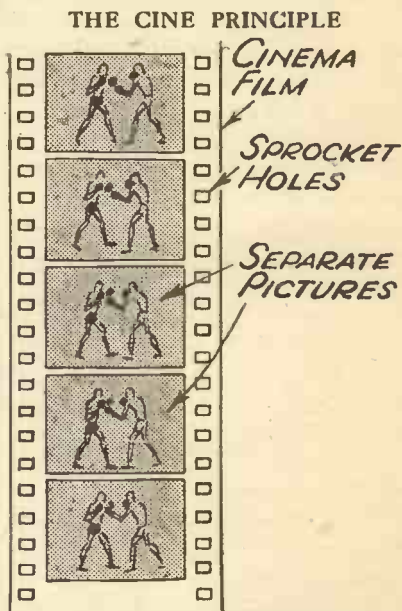 THE CINE PRINCIPLE
CINEMA
FILM
SPROCKET
HOLES
SEPARATE
PICTURES